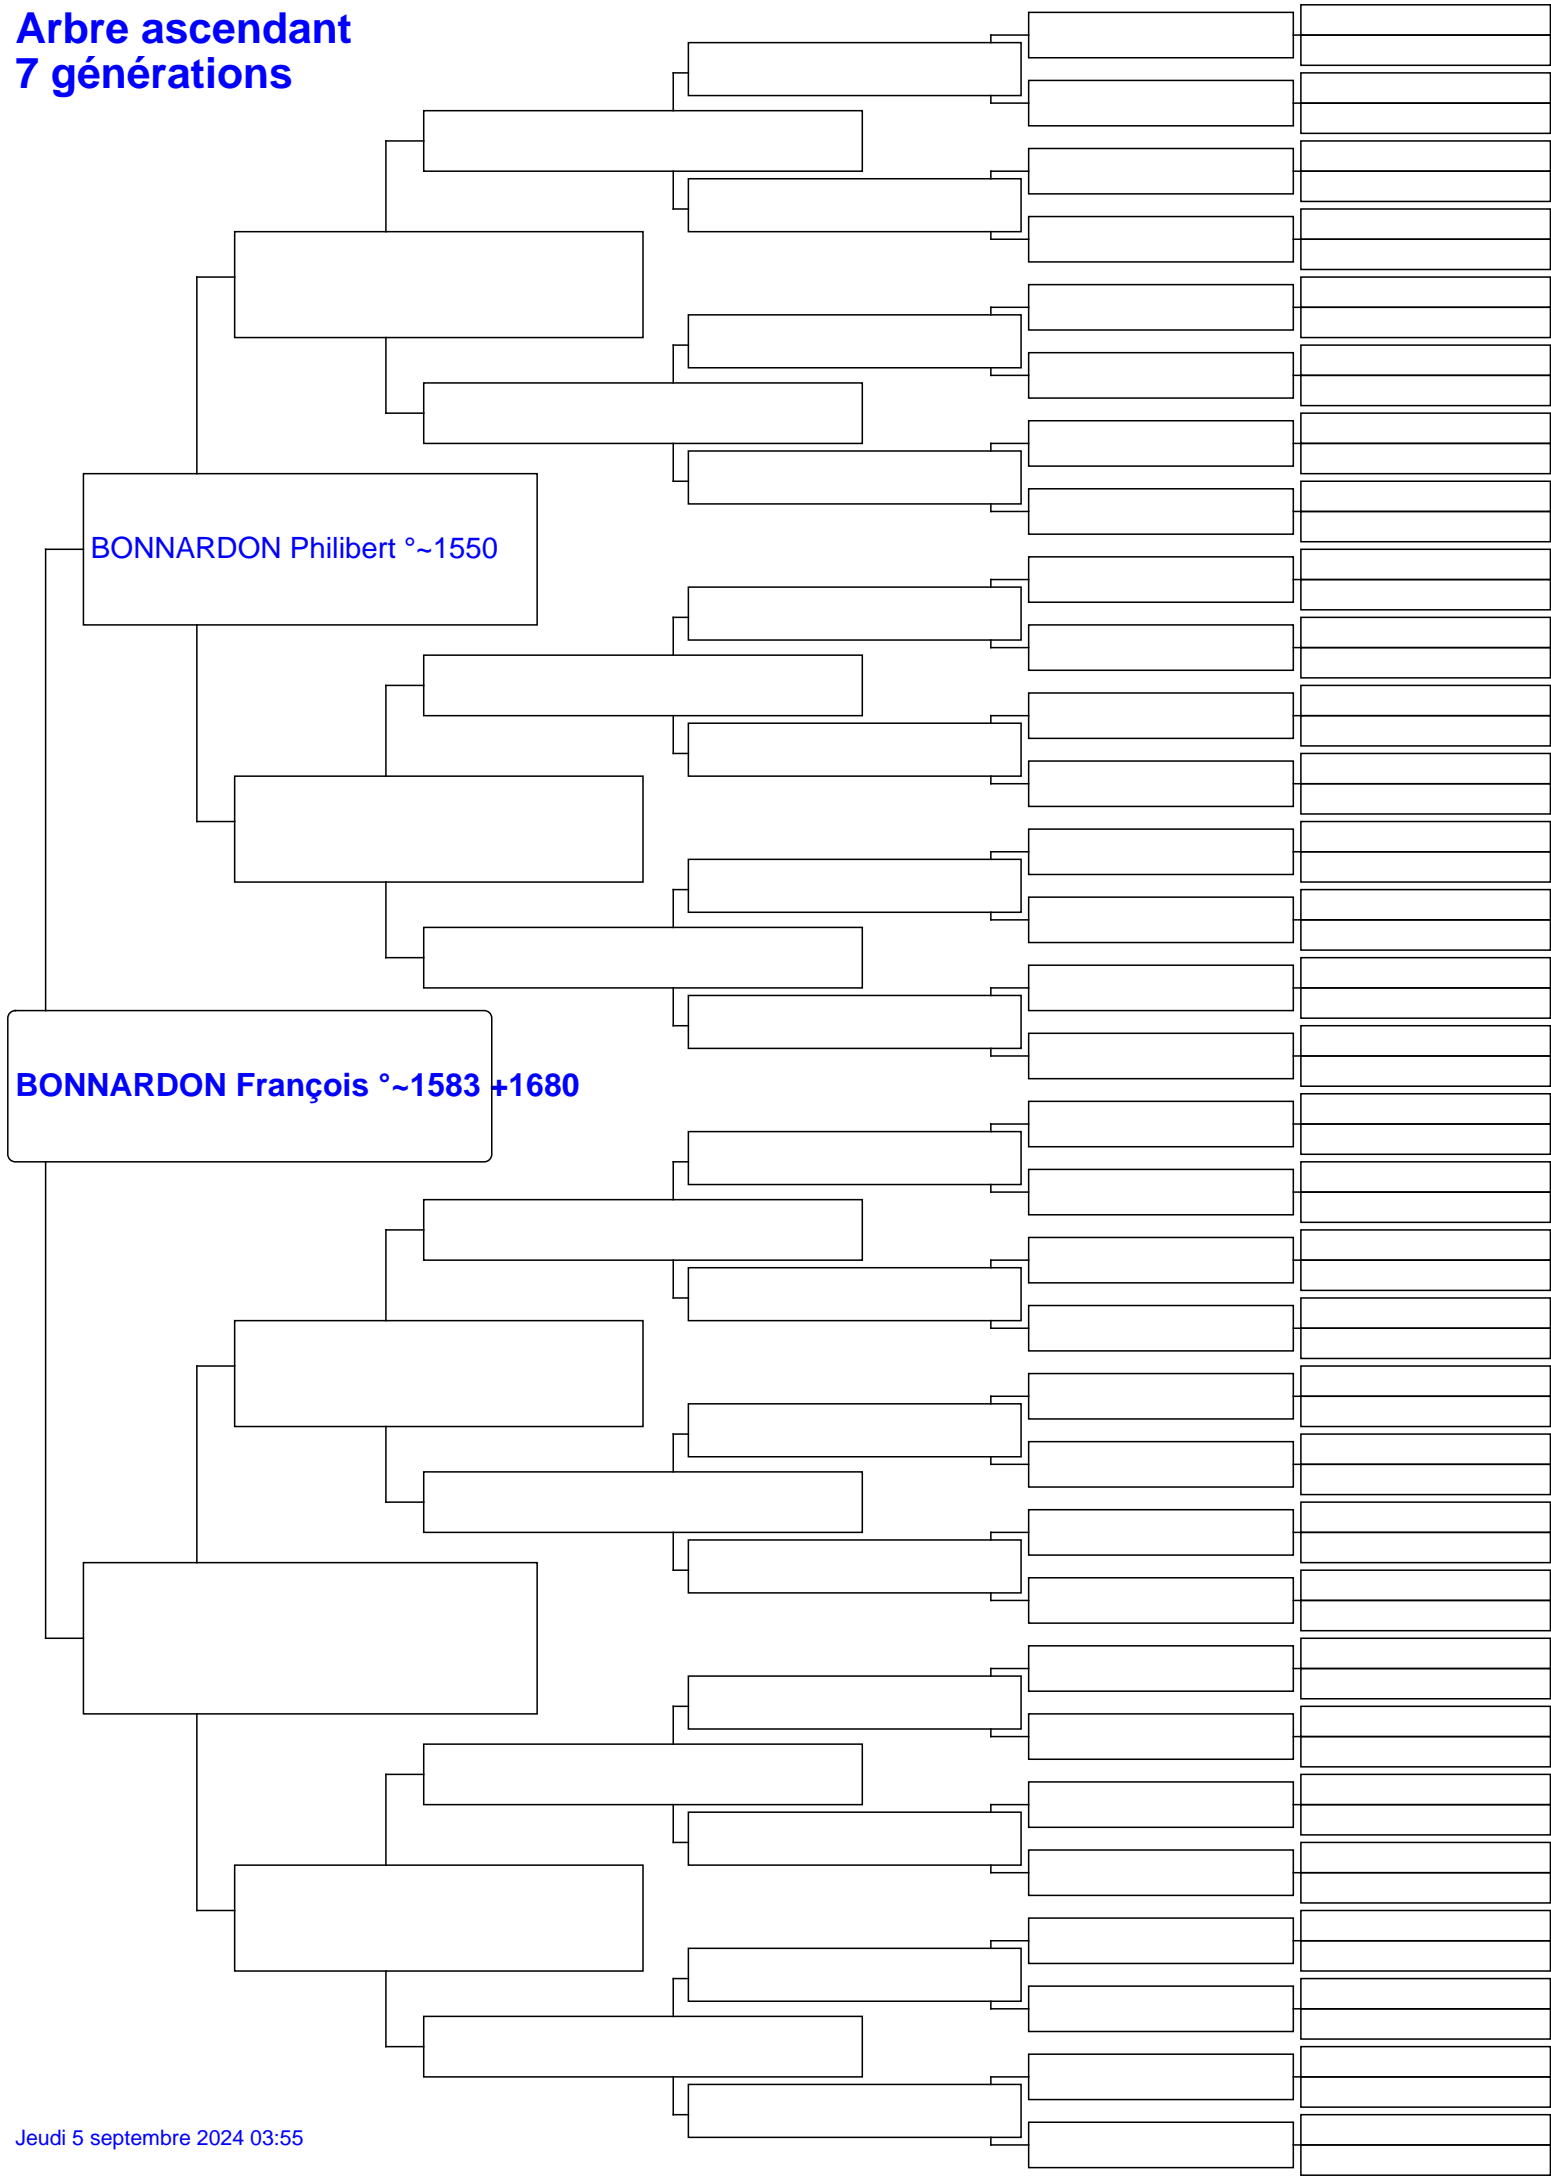 Arbre ascendant
7 générations
BONNARDON Philibert °~1550
BONNARDON François °~1583 +1680
Jeudi 5 septembre 2024 03:55